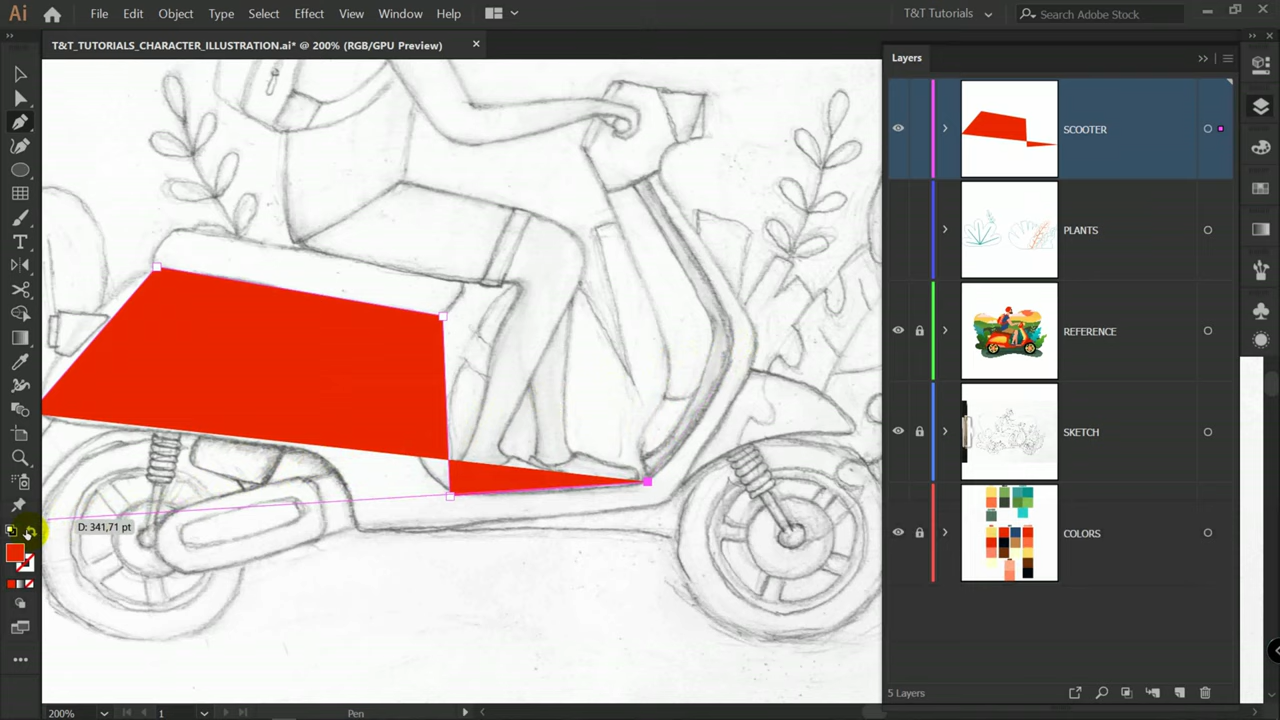 Ai File Edit Object Type Select Effect View Window Help T&T Tutorials Search Adobe Stock
T&T_TUTORIALS_CHARACTER_ILLUSTRATION.ai* @ 200% (RGB/GPU Preview)
Layers
SCOOTER
PLANTS
REFERENCE
SKETCH
COLORS
D: 341,71 pt
5 Layers
200% 1 Pen